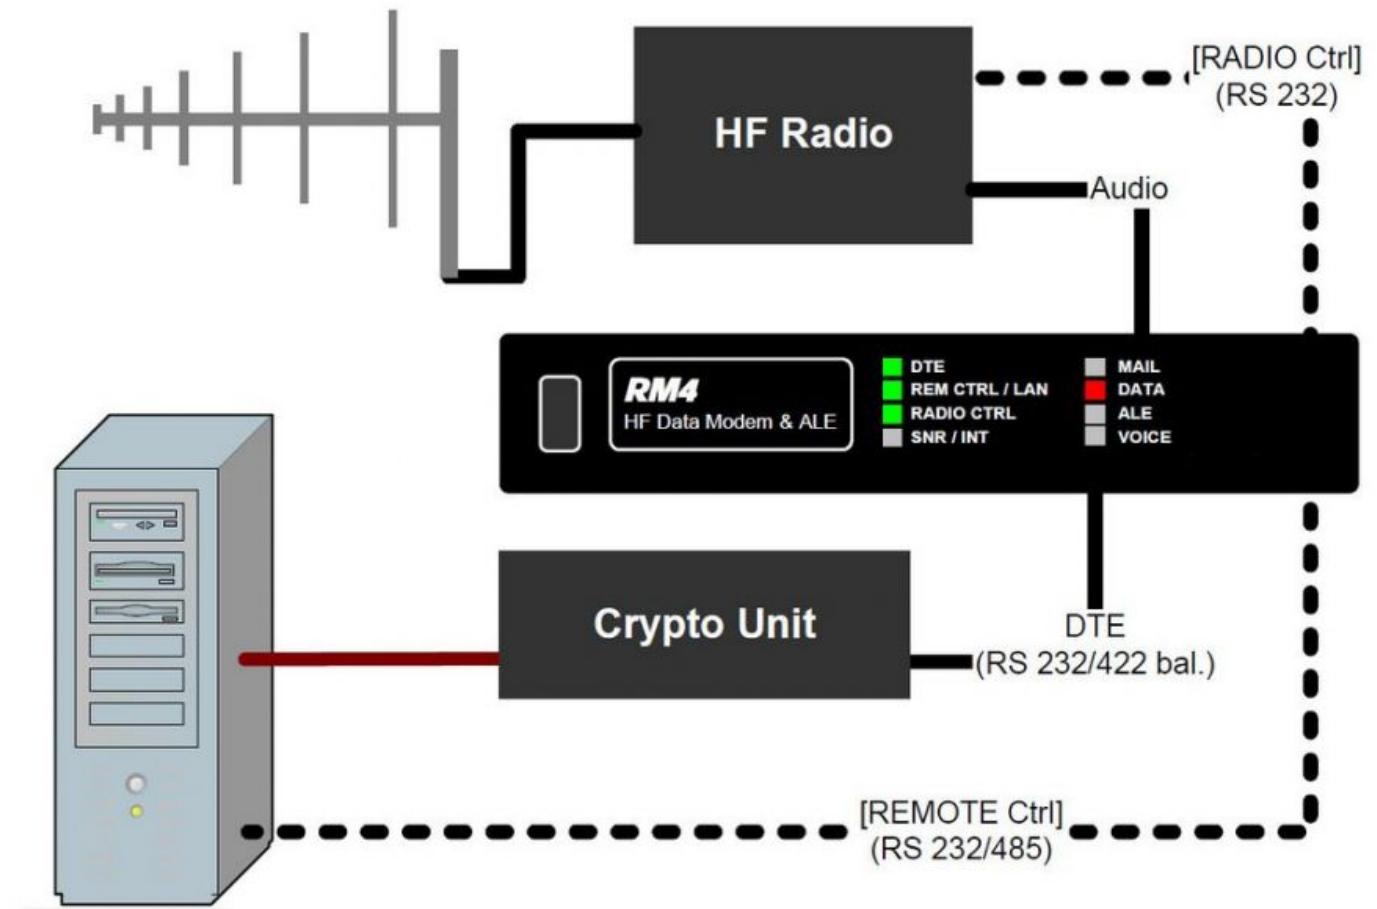 [RADIO Ctrl]
(RS 232)
HF Radio
Audio
RM4
HF Data Modem & ALE
DTE
REM CTRL / LAN
RADIO CTRL
SNR / INT
MAIL
DATA
ALE
VOICE
Crypto Unit
DTE
(RS 232/422 bal.)
[REMOTE Ctrl]
(RS 232/485)